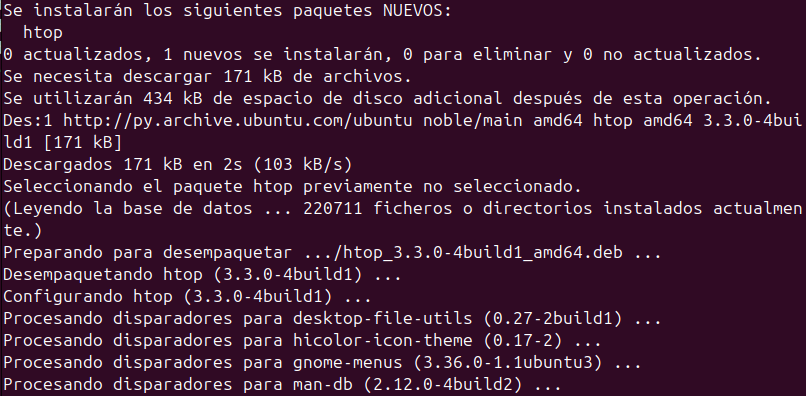 Se instalarán los siguientes paquetes NUEVOS:
  htop
0 actualizados, 1 nuevos se instalarán, 0 para eliminar y 0 no actualizados.
Se necesita descargar 171 kB de archivos.
Se utilizarán 434 kB de espacio de disco adicional después de esta operación.
Des:1 http://py.archive.ubuntu.com/ubuntu noble/main amd64 htop amd64 3.3.0-4bui
ld1 [171 kB]
Descargados 171 kB en 2s (103 kB/s)
Seleccionando el paquete htop previamente no seleccionado.
(Leyendo la base de datos ... 220711 ficheros o directorios instalados actualmen
te.)
Preparando para desempaquetar .../htop_3.3.0-4build1_amd64.deb ...
Desempaquetando htop (3.3.0-4build1) ...
Configurando htop (3.3.0-4build1) ...
Procesando disparadores para desktop-file-utils (0.27-2build1) ...
Procesando disparadores para hicolor-icon-theme (0.17-2) ...
Procesando disparadores para gnome-menus (3.36.0-1.1ubuntu3) ...
Procesando disparadores para man-db (2.12.0-4build2) ...